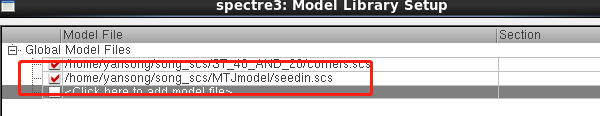 spectre3: Model Library Setup
Model File Section
Global Model Files
/home/yansong/song_scs/ST_40_AND_28/corners.scs
/home/yansong/song_scs/MTJmodel/seedin.scs
<Click here to add model file>